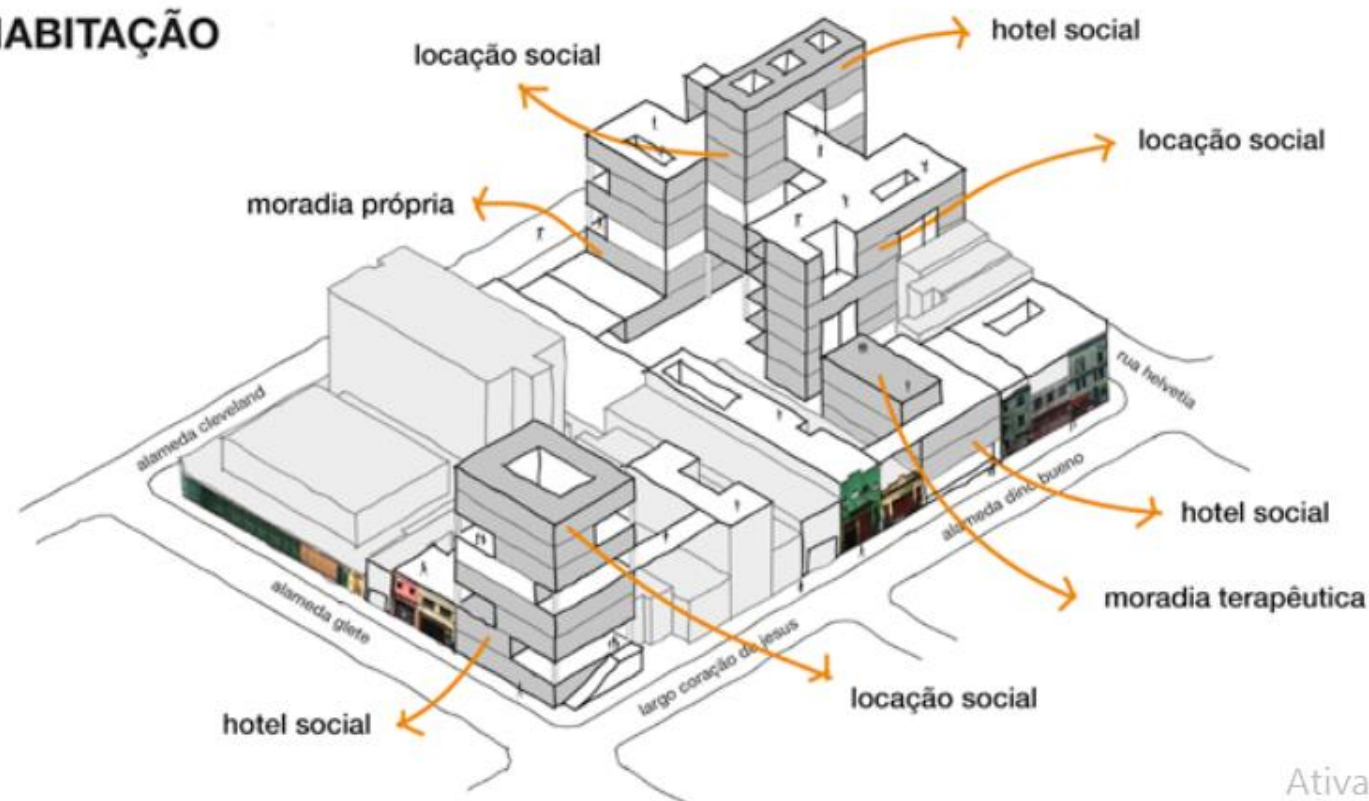 HABITAÇÃO
hotel social
locação social
locação social
moradia própria
rua helvetia
alameda cleveland
alameda dino bueno
hotel social
alameda glete
moradia terapêutica
largo coração de jesus
locação social
hotel social
Ativa